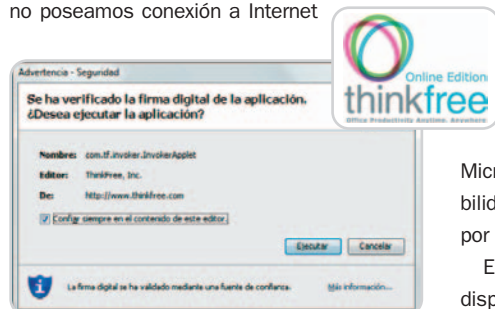 no poseamos conexión a Internet
Advertencia - Seguridad
Se ha verificado la firma digital de la aplicación.
¿Desea ejecutar la aplicación?
Nombre: com.tf.invoker.InvokerApplet
Editor: ThinkFree, Inc.
De: http://www.thinkfree.com
Confiar siempre en el contenido de este editor.
Ejecutar Cancelar
La firma digital se ha validado mediante una fuente de confianza. Más información...
Online Edition
thinkfree
Office Productivity Anytime. Anywhere.
Micr
bilid
por
E
disp